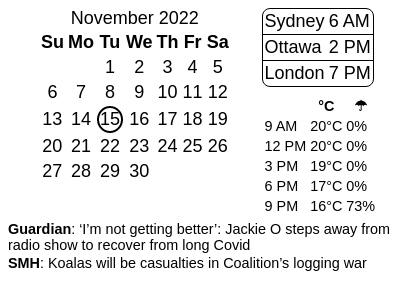 November 2022
Su Mo Tu We Th Fr Sa
1 2 3 4 5
6 7 8 9 10 11 12
13 14 15 16 17 18 19
20 21 22 23 24 25 26
27 28 29 30
Sydney 6 AM
Ottawa 2 PM
London 7 PM
°C ☂
9 AM 20°C 0%
12 PM 20°C 0%
3 PM 19°C 0%
6 PM 17°C 0%
9 PM 16°C 73%
Guardian: ‘I’m not getting better’: Jackie O steps away from
radio show to recover from long Covid
SMH: Koalas will be casualties in Coalition’s logging war